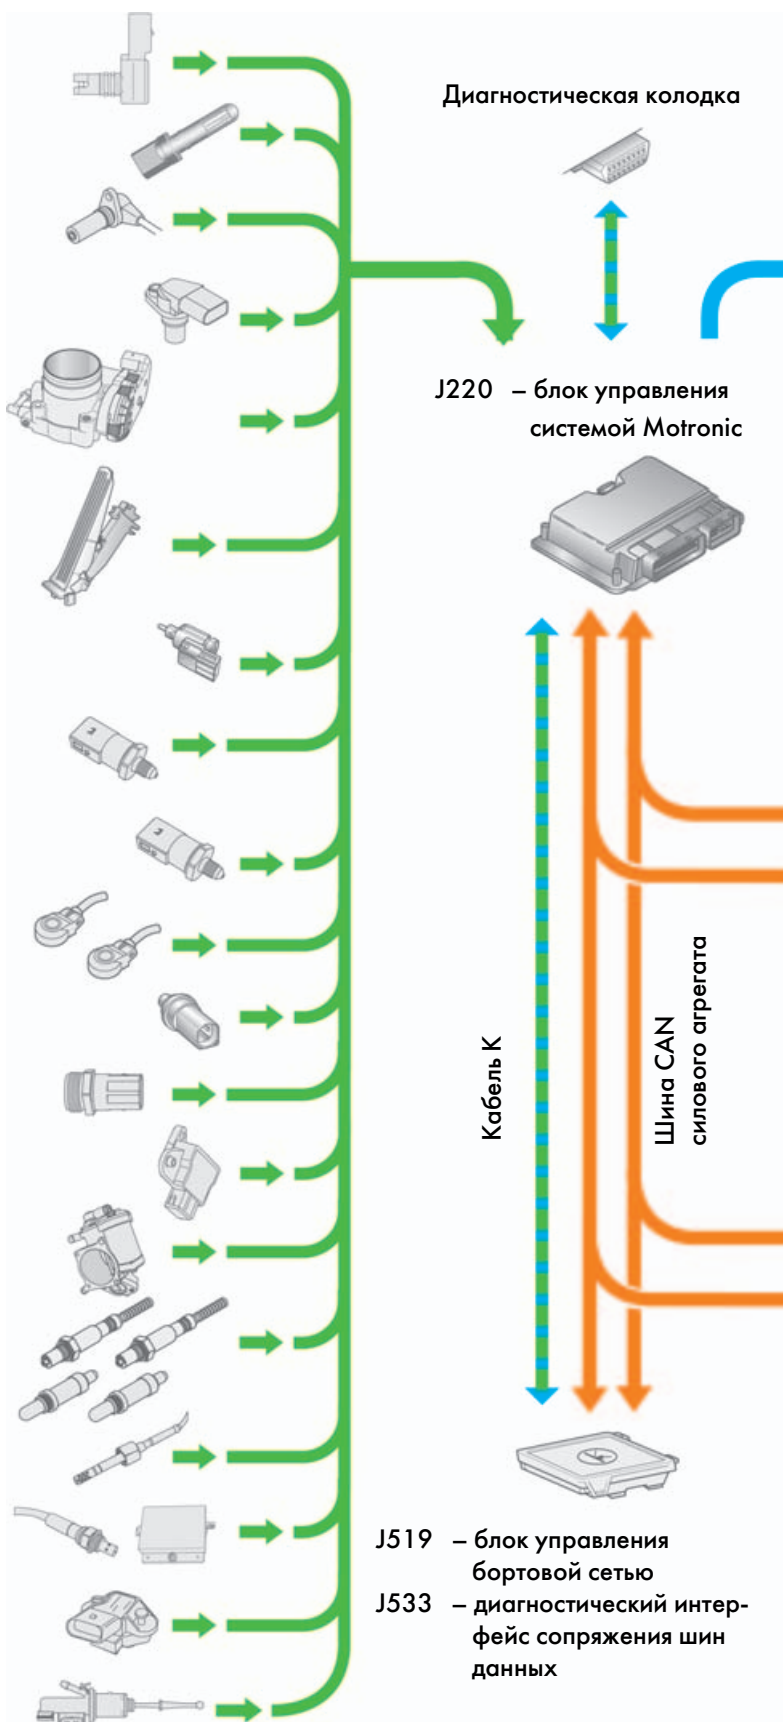 Диагностическая колодка
J220 – блок управления
системой Motronic
Кабель K
Шина CAN
силового агрегата
J519 – блок управления
бортовой сетью
J533 – диагностический интер-
фейс сопряжения шин
данных